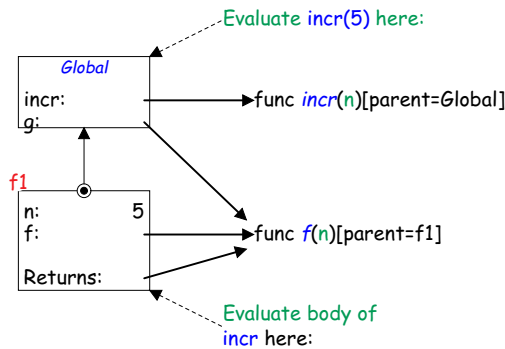 Evaluate incr(5) here:
Global
incr:
func incr(n)[parent=Global]
g:
f1
n: 5
f:
func f(n)[parent=f1]
Returns:
Evaluate body of
incr here: